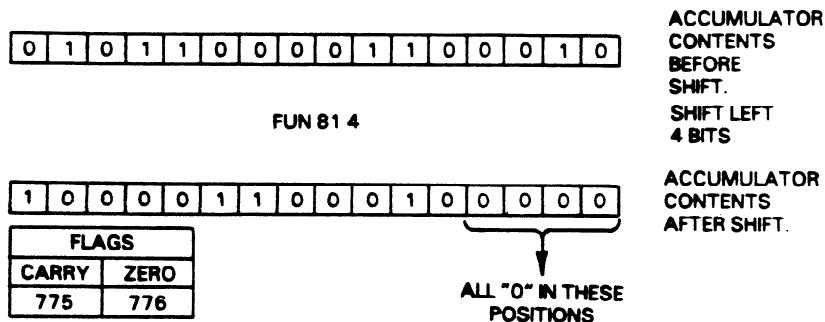 ACCUMULATOR
CONTENTS
BEFORE
SHIFT.
0 1 0 1 1 0 0 0 0 1 1 0 0 0 1 0
FUN 81 4
SHIFT LEFT
4 BITS
1 0 0 0 0 1 1 0 0 0 1 0 0 0 0 0
ACCUMULATOR
CONTENTS
AFTER SHIFT.
FLAGS
CARRY ZERO
775 776
ALL "0" IN THESE
POSITIONS